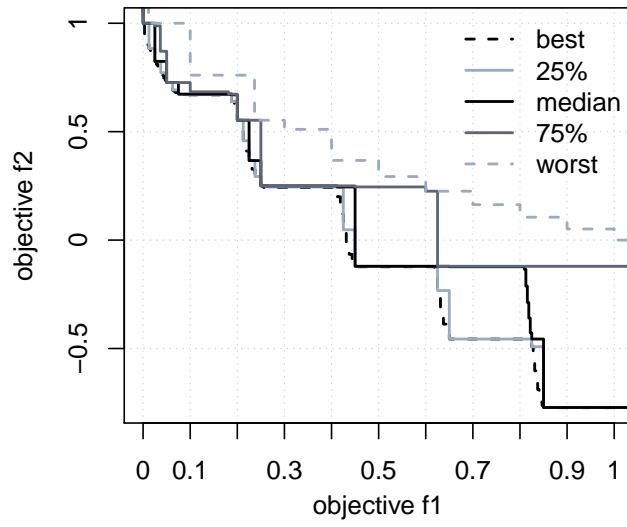 best
25%
median
75%
worst
objective f2
1
0.5
0
−0.5
0
0.1
0.3
0.5
0.7
0.9
1
objective f1